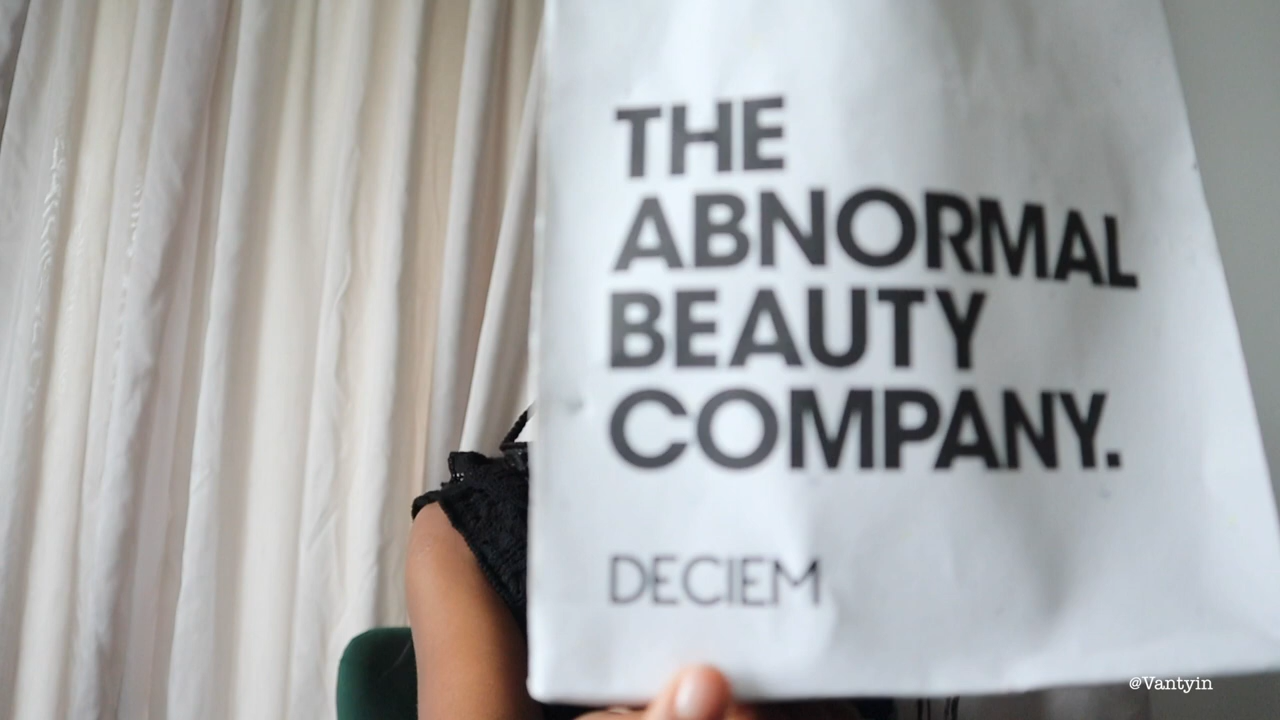 THE
ABNORMAL
BEAUTY
COMPANY.
DECIEM
@Vantyin